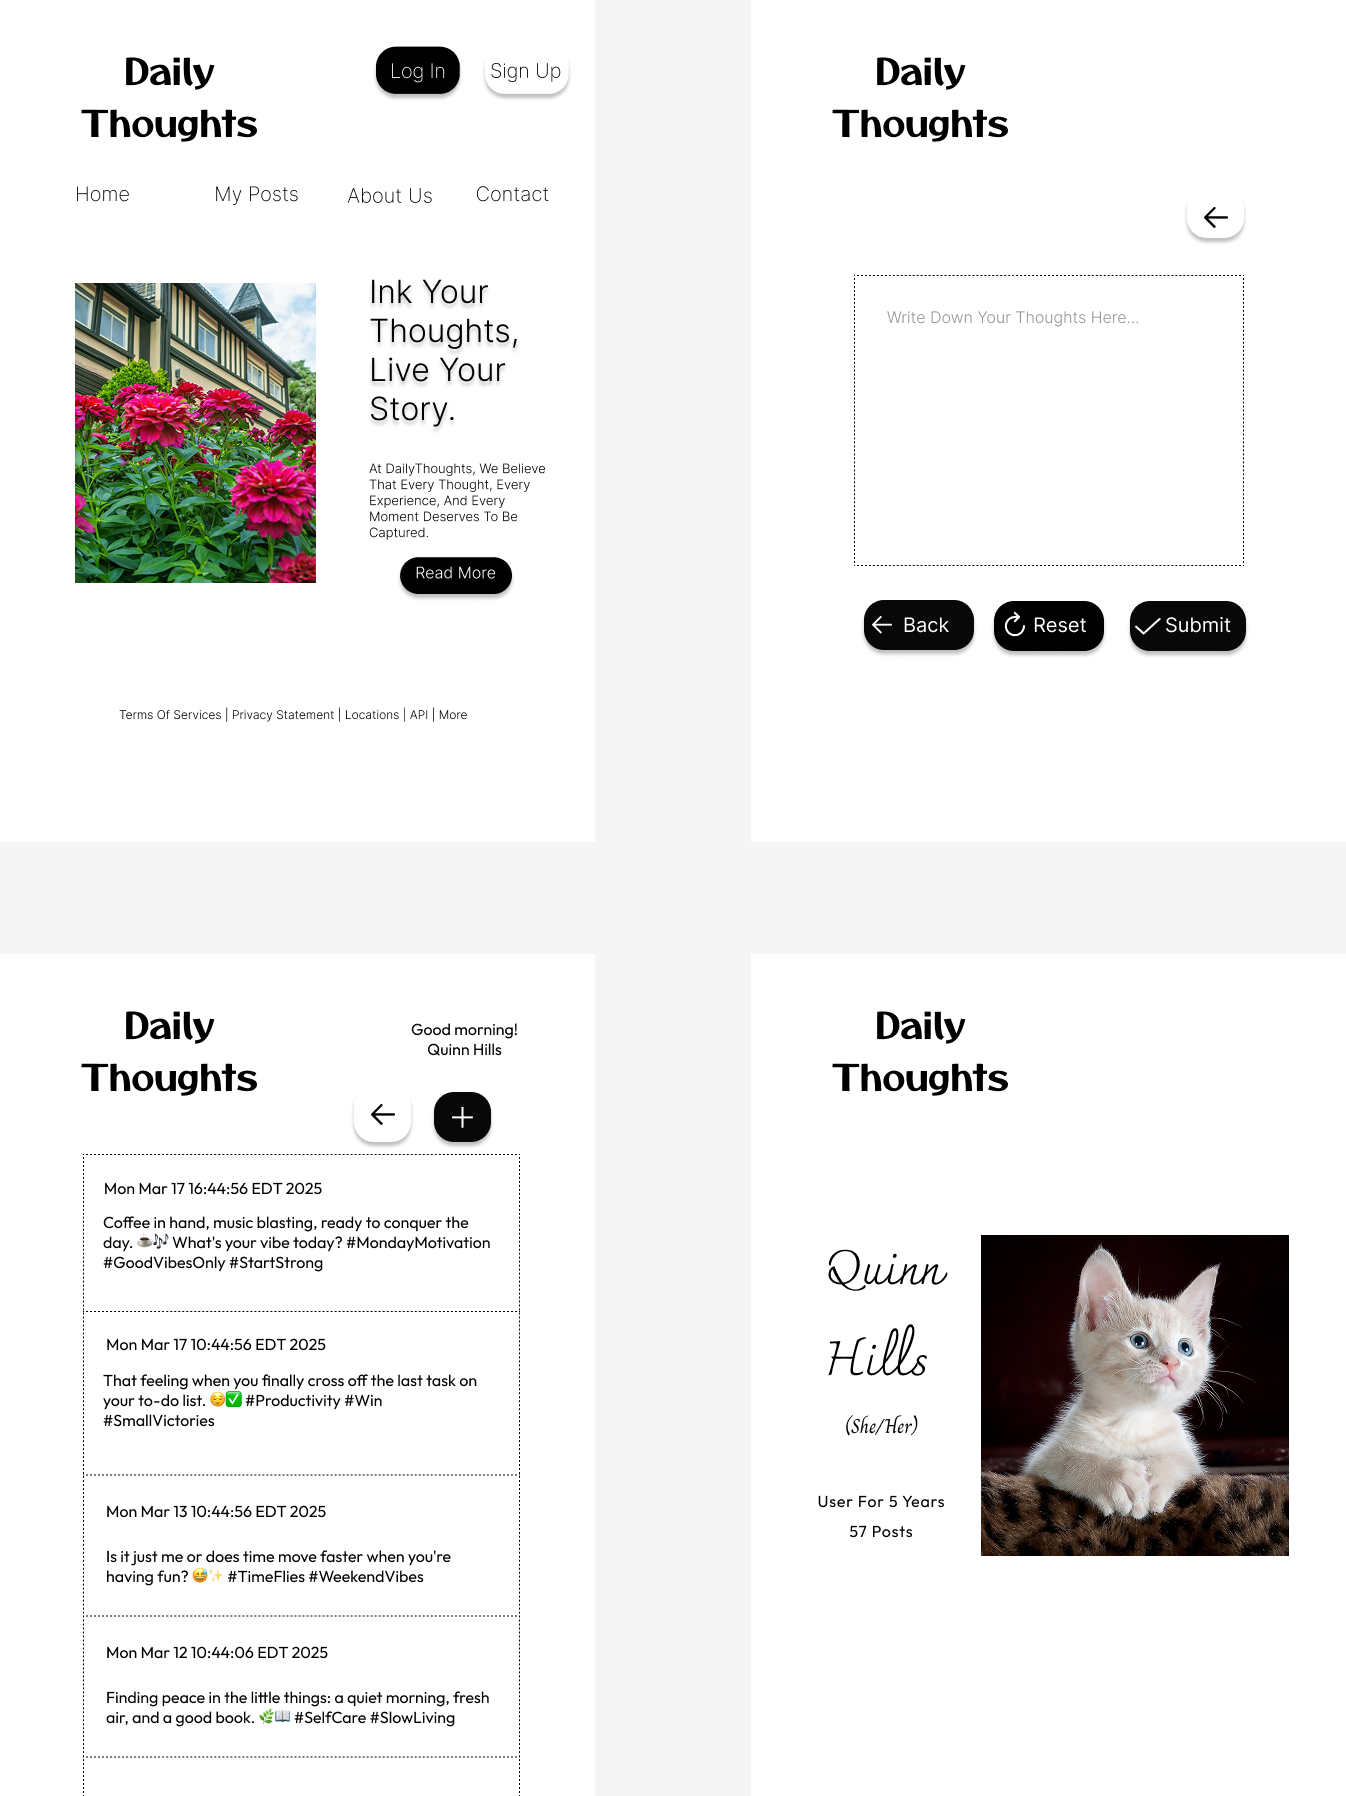 Daily
Thoughts
Log In
Sign Up
Home
My Posts
About Us
Contact
Ink Your
Thoughts,
Live Your
Story.
At DailyThoughts, We Believe
That Every Thought, Every
Experience, And Every
Moment Deserves To Be
Captured.
Read More
Terms Of Services | Privacy Statement | Locations | API | More
Daily
Thoughts
Write Down Your Thoughts Here...
Back
Reset
Submit
Daily
Thoughts
Good morning!
Quinn Hills
Mon Mar 17 16:44:56 EDT 2025
Coffee in hand, music blasting, ready to conquer the
day. ☕🎶 What's your vibe today? #MondayMotivation
#GoodVibesOnly #StartStrong
Mon Mar 17 10:44:56 EDT 2025
That feeling when you finally cross off the last task on
your to-do list. 😌✅ #Productivity #Win
#SmallVictories
Mon Mar 13 10:44:56 EDT 2025
Is it just me or does time move faster when you're
having fun? 😅✨ #TimeFlies #WeekendVibes
Mon Mar 12 10:44:06 EDT 2025
Finding peace in the little things: a quiet morning, fresh
air, and a good book. 🌿📖 #SelfCare #SlowLiving
Daily
Thoughts
Quinn
Hills
(She/Her)
User For 5 Years
57 Posts